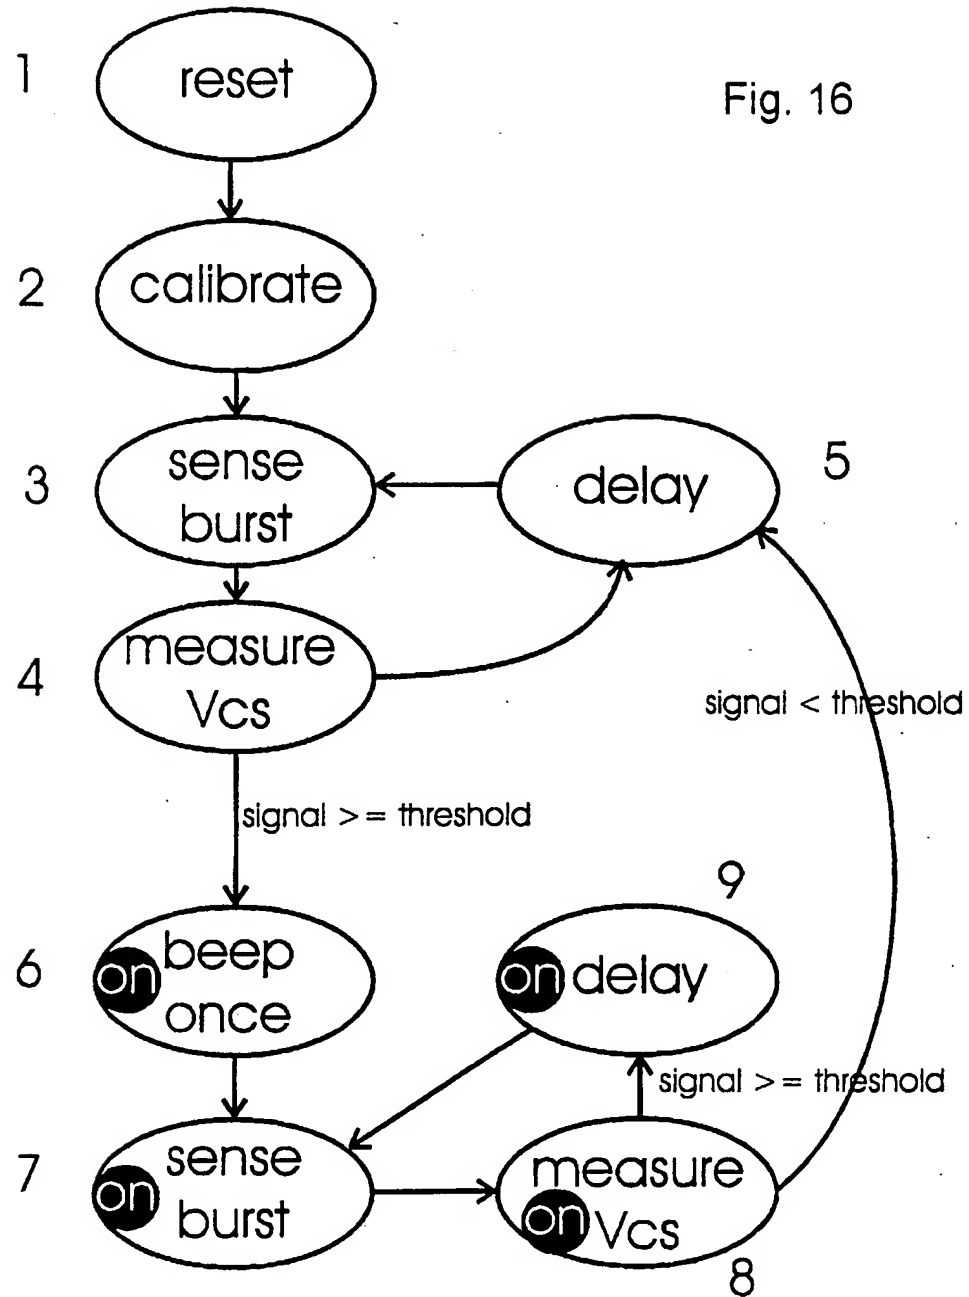 1
reset
Fig. 16
2
calibrate
3
sense
burst
delay
5
4
measure
Vcs
signal < threshold
signal >= threshold
9
6
on
beep
once
on
delay
signal >= threshold
7
on
sense
burst
measure
on
Vcs
8